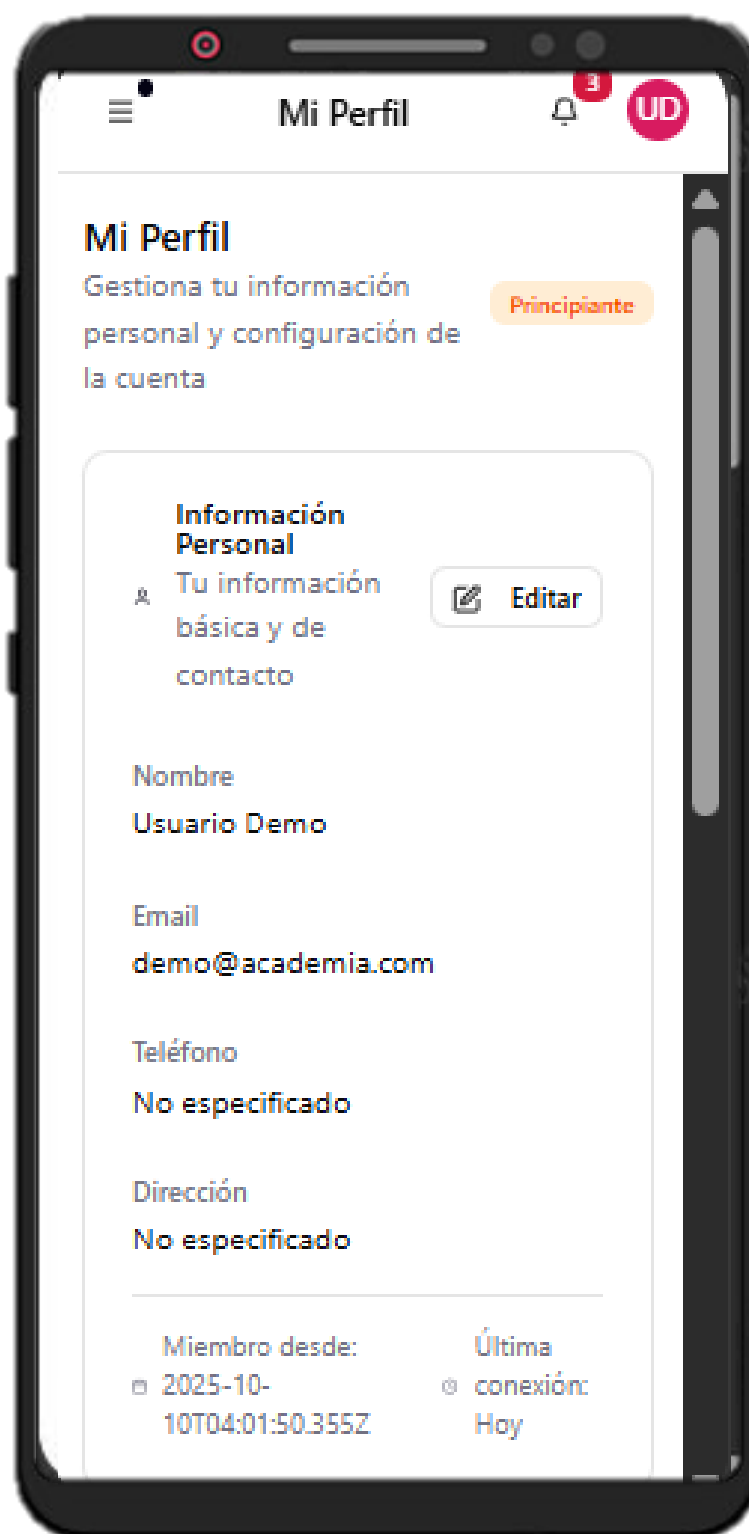 3
Mi Perfil
UD
Mi Perfil
Gestiona tu información
personal y configuración de
la cuenta
Principiante
Información
Personal
Tu información
básica y de
contacto
Editar
Nombre
Usuario Demo
Email
demo@academia.com
Teléfono
No especificado
Dirección
No especificado
Miembro desde:
2025-10-
10T04:01:50.355Z
Última
conexión:
Hoy